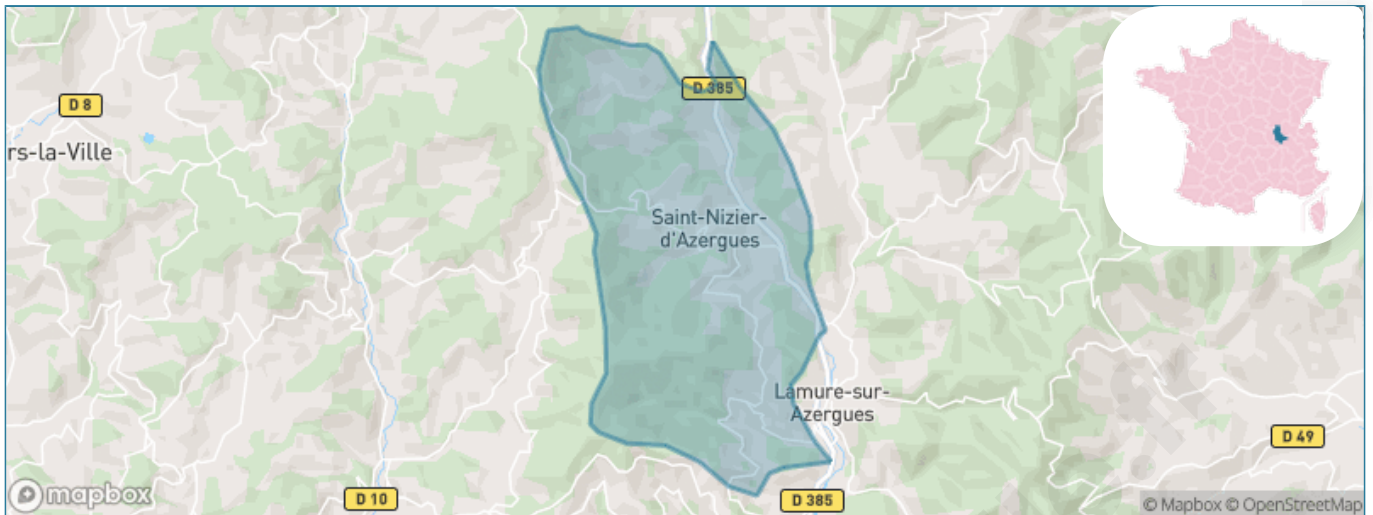 D 385
D 8
rs-la-Ville
Saint-Nizier-
d'Azergues
Lamure-sur-
Azergues
D 49
mapbox
D 10
D 385
© Mapbox © OpenStreetMap